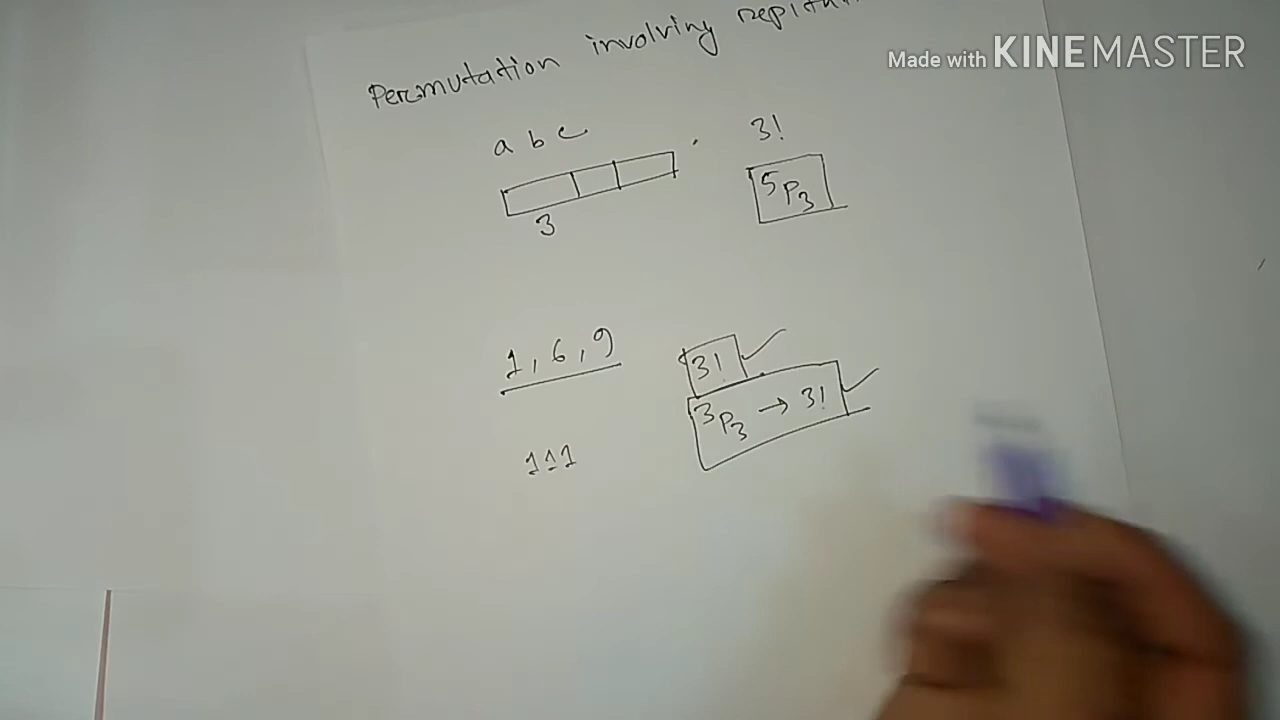 Made with KINEMASTER
Permutation involving
a b c
3!
3
5P3
1, 6, 9
3!
3P3 → 3!
111